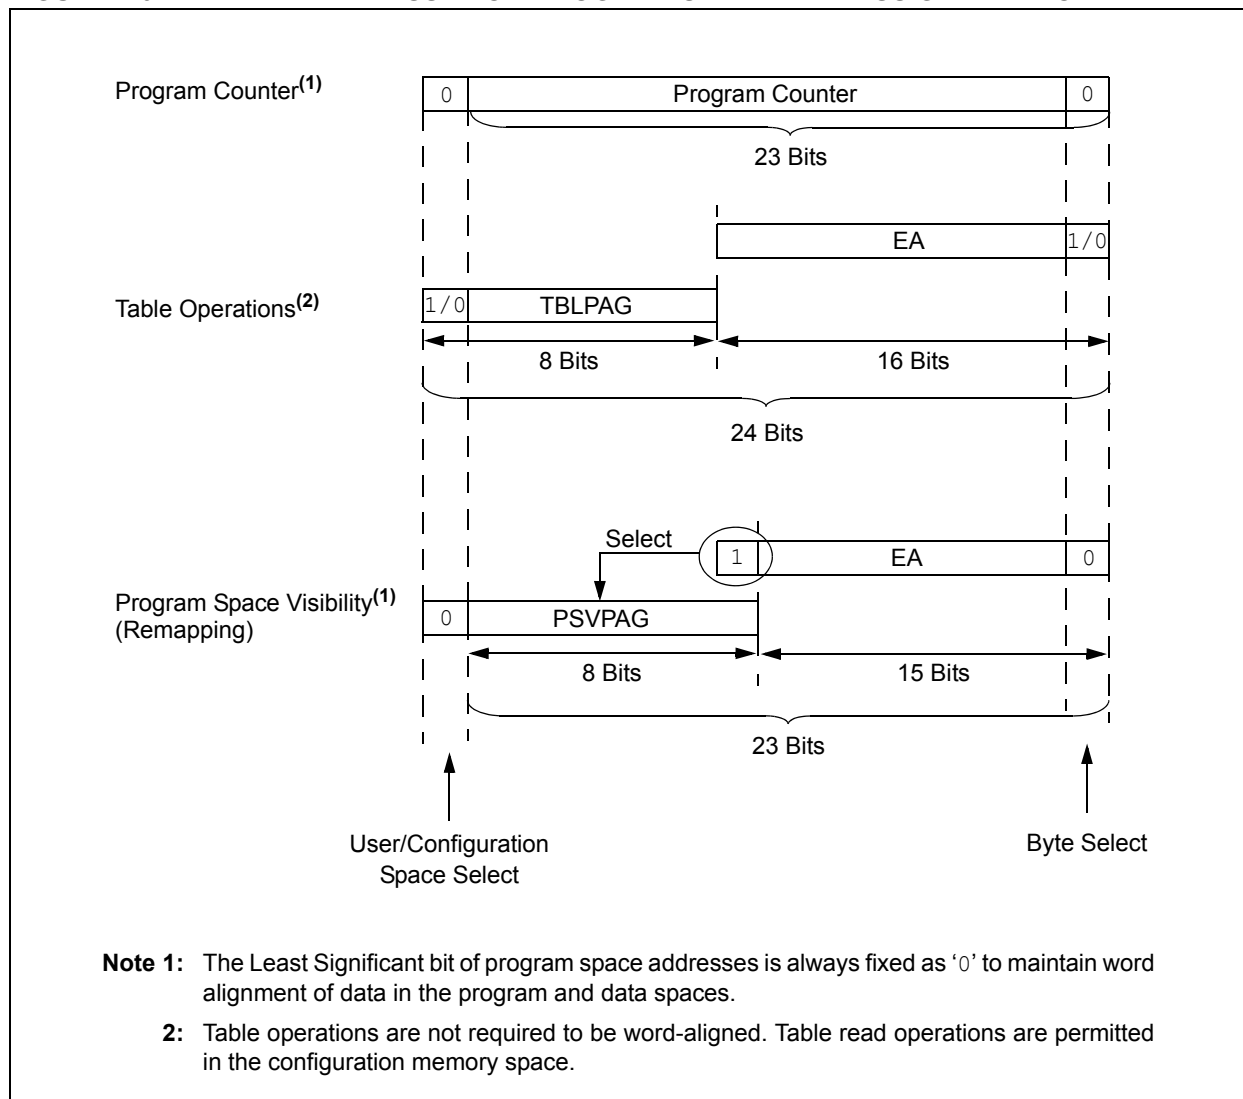 Program Counter(1)
0
Program Counter
0
23 Bits
EA
1/0
Table Operations(2)
1/0
TBLPAG
8 Bits
16 Bits
24 Bits
Select
1
EA
0
Program Space Visibility(1)
(Remapping)
0
PSVPAG
8 Bits
15 Bits
23 Bits
User/Configuration
Space Select
Byte Select
Note 1: The Least Significant bit of program space addresses is always fixed as ‘0’ to maintain word
alignment of data in the program and data spaces.
2: Table operations are not required to be word-aligned. Table read operations are permitted
in the configuration memory space.